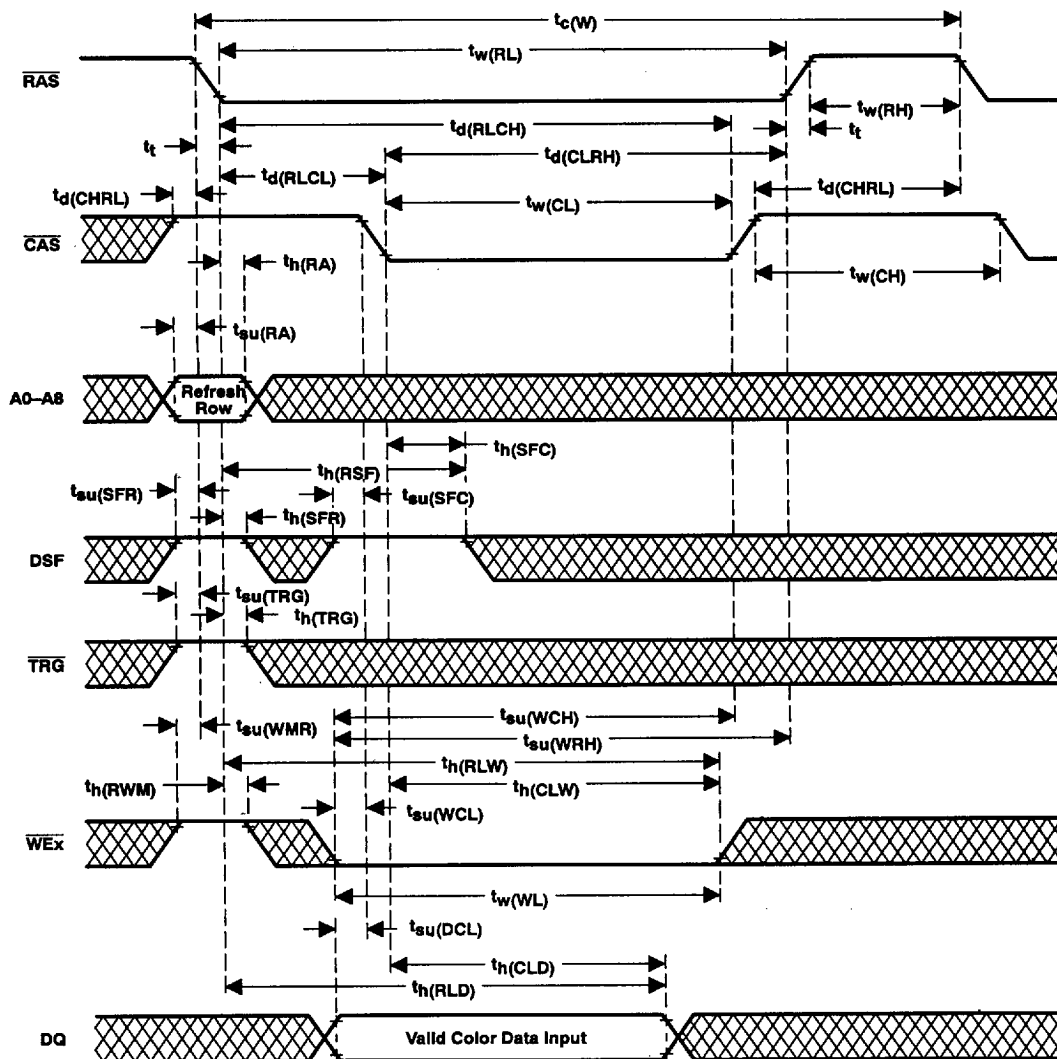 tc(W)
tw(RL)
RAS
tw(RH)
td(RLCH)
tt
tt
td(CLRH)
td(RLCL)
td(CHRL)
td(CHRL)
tw(CL)
CAS
th(RA)
tw(CH)
tsu(RA)
A0–A8
Refresh
Row
th(SFC)
th(RSF)
tsu(SFR)
tsu(SFC)
th(SFR)
DSF
tsu(TRG)
th(TRG)
TRG
tsu(WCH)
tsu(WMR)
tsu(WRH)
th(RLW)
th(RWM)
th(CLW)
tsu(WCL)
WEx
tw(WL)
tsu(DCL)
th(CLD)
th(RLD)
DQ
Valid Color Data Input